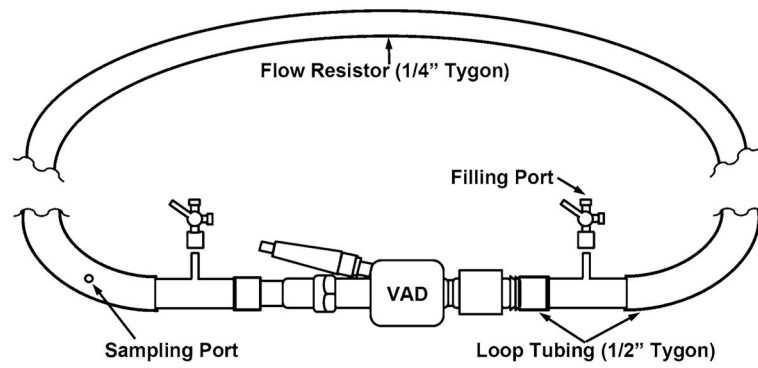 Flow Resistor (1/4” Tygon)
Filling Port
VAD
Sampling Port
Loop Tubing (1/2” Tygon)